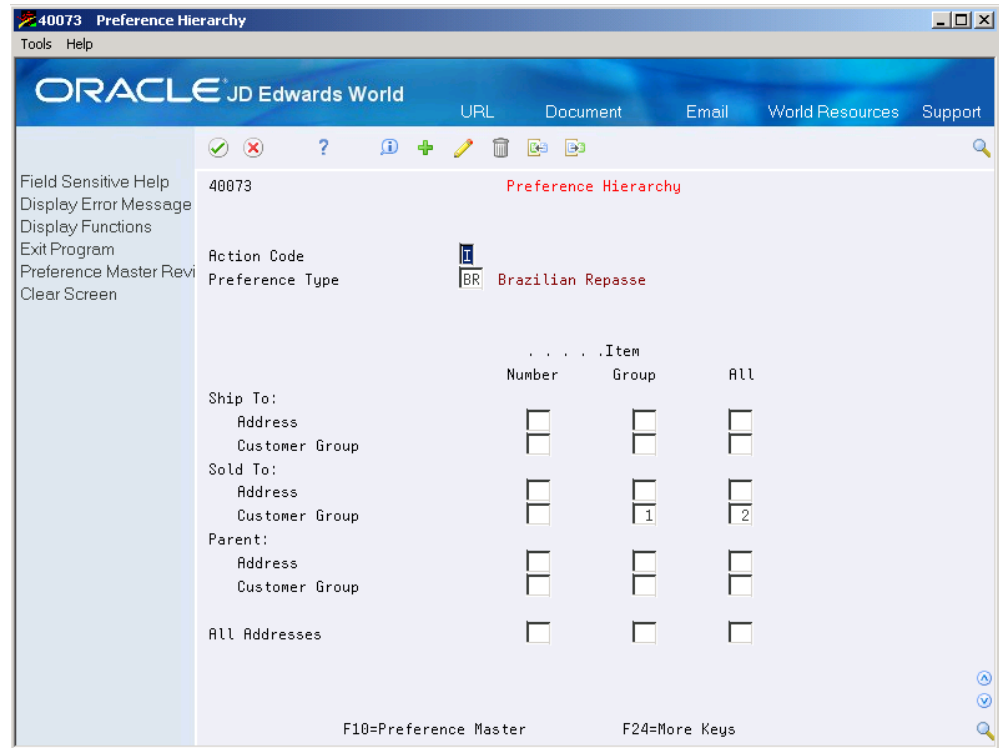 40073 Preference Hierarchy
Tools Help
ORACLE JD Edwards World
URL Document Email World Resources Support
Field Sensitive Help
Display Error Message
Display Functions
Exit Program
Preference Master Revi
Clear Screen
40073 Preference Hierarchy
Action Code I
Preference Type BR Brazilian Repasse
. . . . .Item
Number Group All
Ship To:
Address
Customer Group
Sold To:
Address
Customer Group 1 2
Parent:
Address
Customer Group
All Addresses
F10=Preference Master F24=More Keys